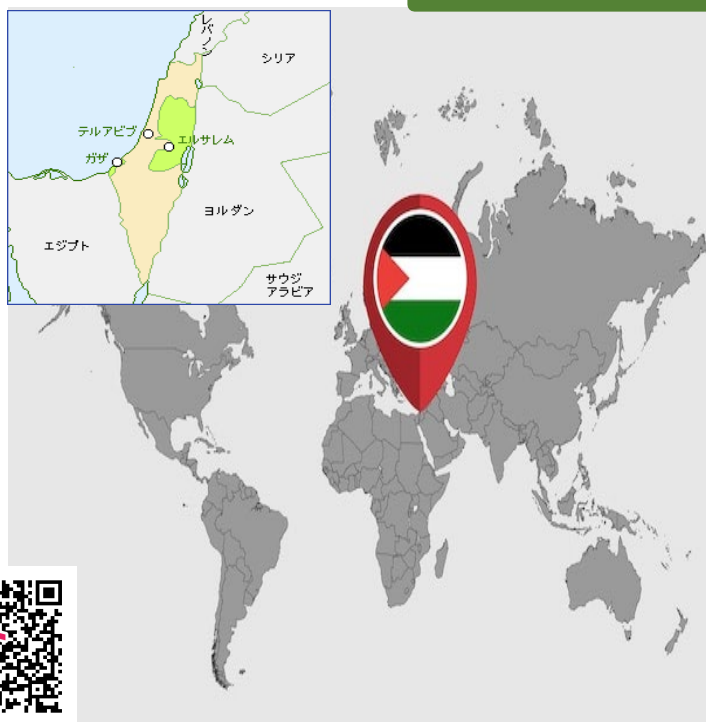 レバノン
シリア
テルアビブ
エルサレム
ガザ
ヨルダン
エジプト
サウジ
アラビア